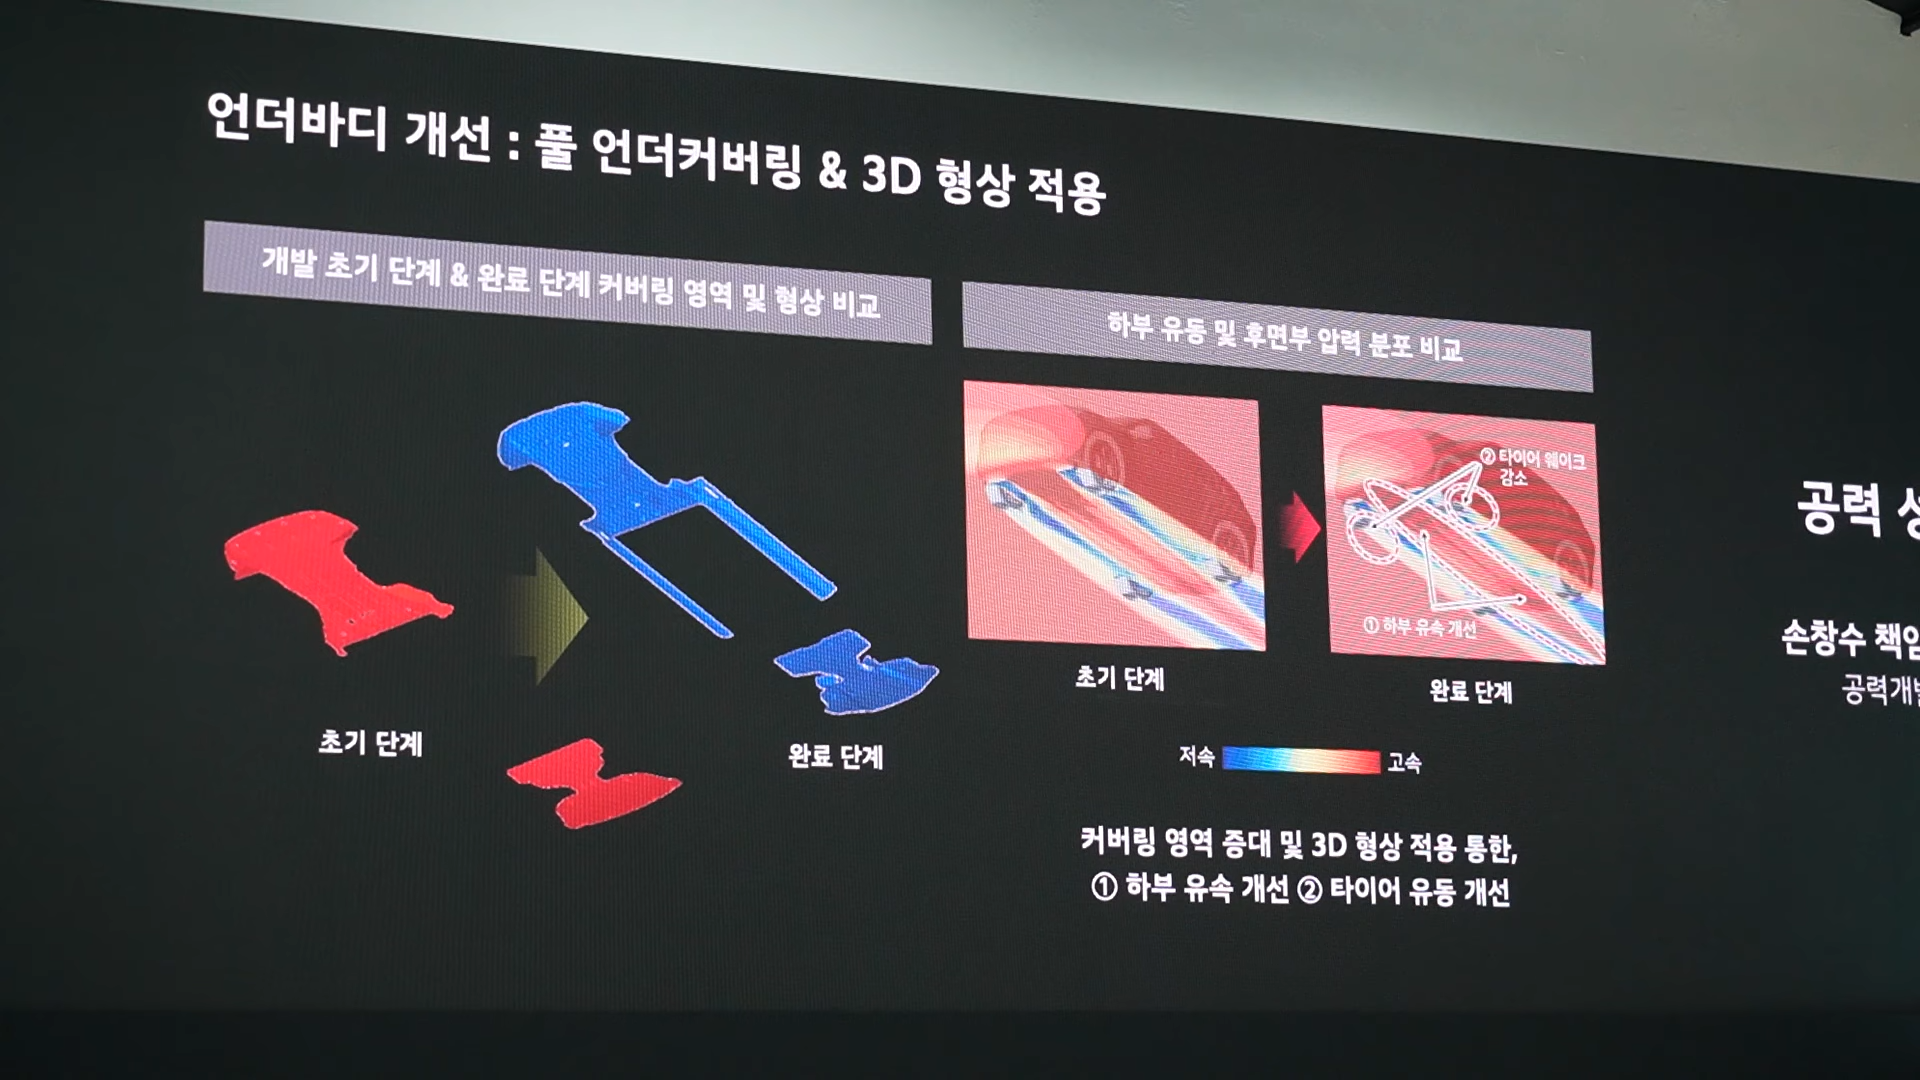 언더바디 개선 : 풀 언더커버링 & 3D 형상 적용
개발 초기 단계 & 완료 단계 커버링 영역 및 형상 비교
초기 단계
완료 단계
하부 유동 및 후면부 압력 분포 비교
② 타이어 웨이크
감소
① 하부 유속 개선
초기 단계
완료 단계
저속
고속
커버링 영역 증대 및 3D 형상 적용 통한,
① 하부 유속 개선 ② 타이어 유동 개선
공력
손창수 책임
공력개발